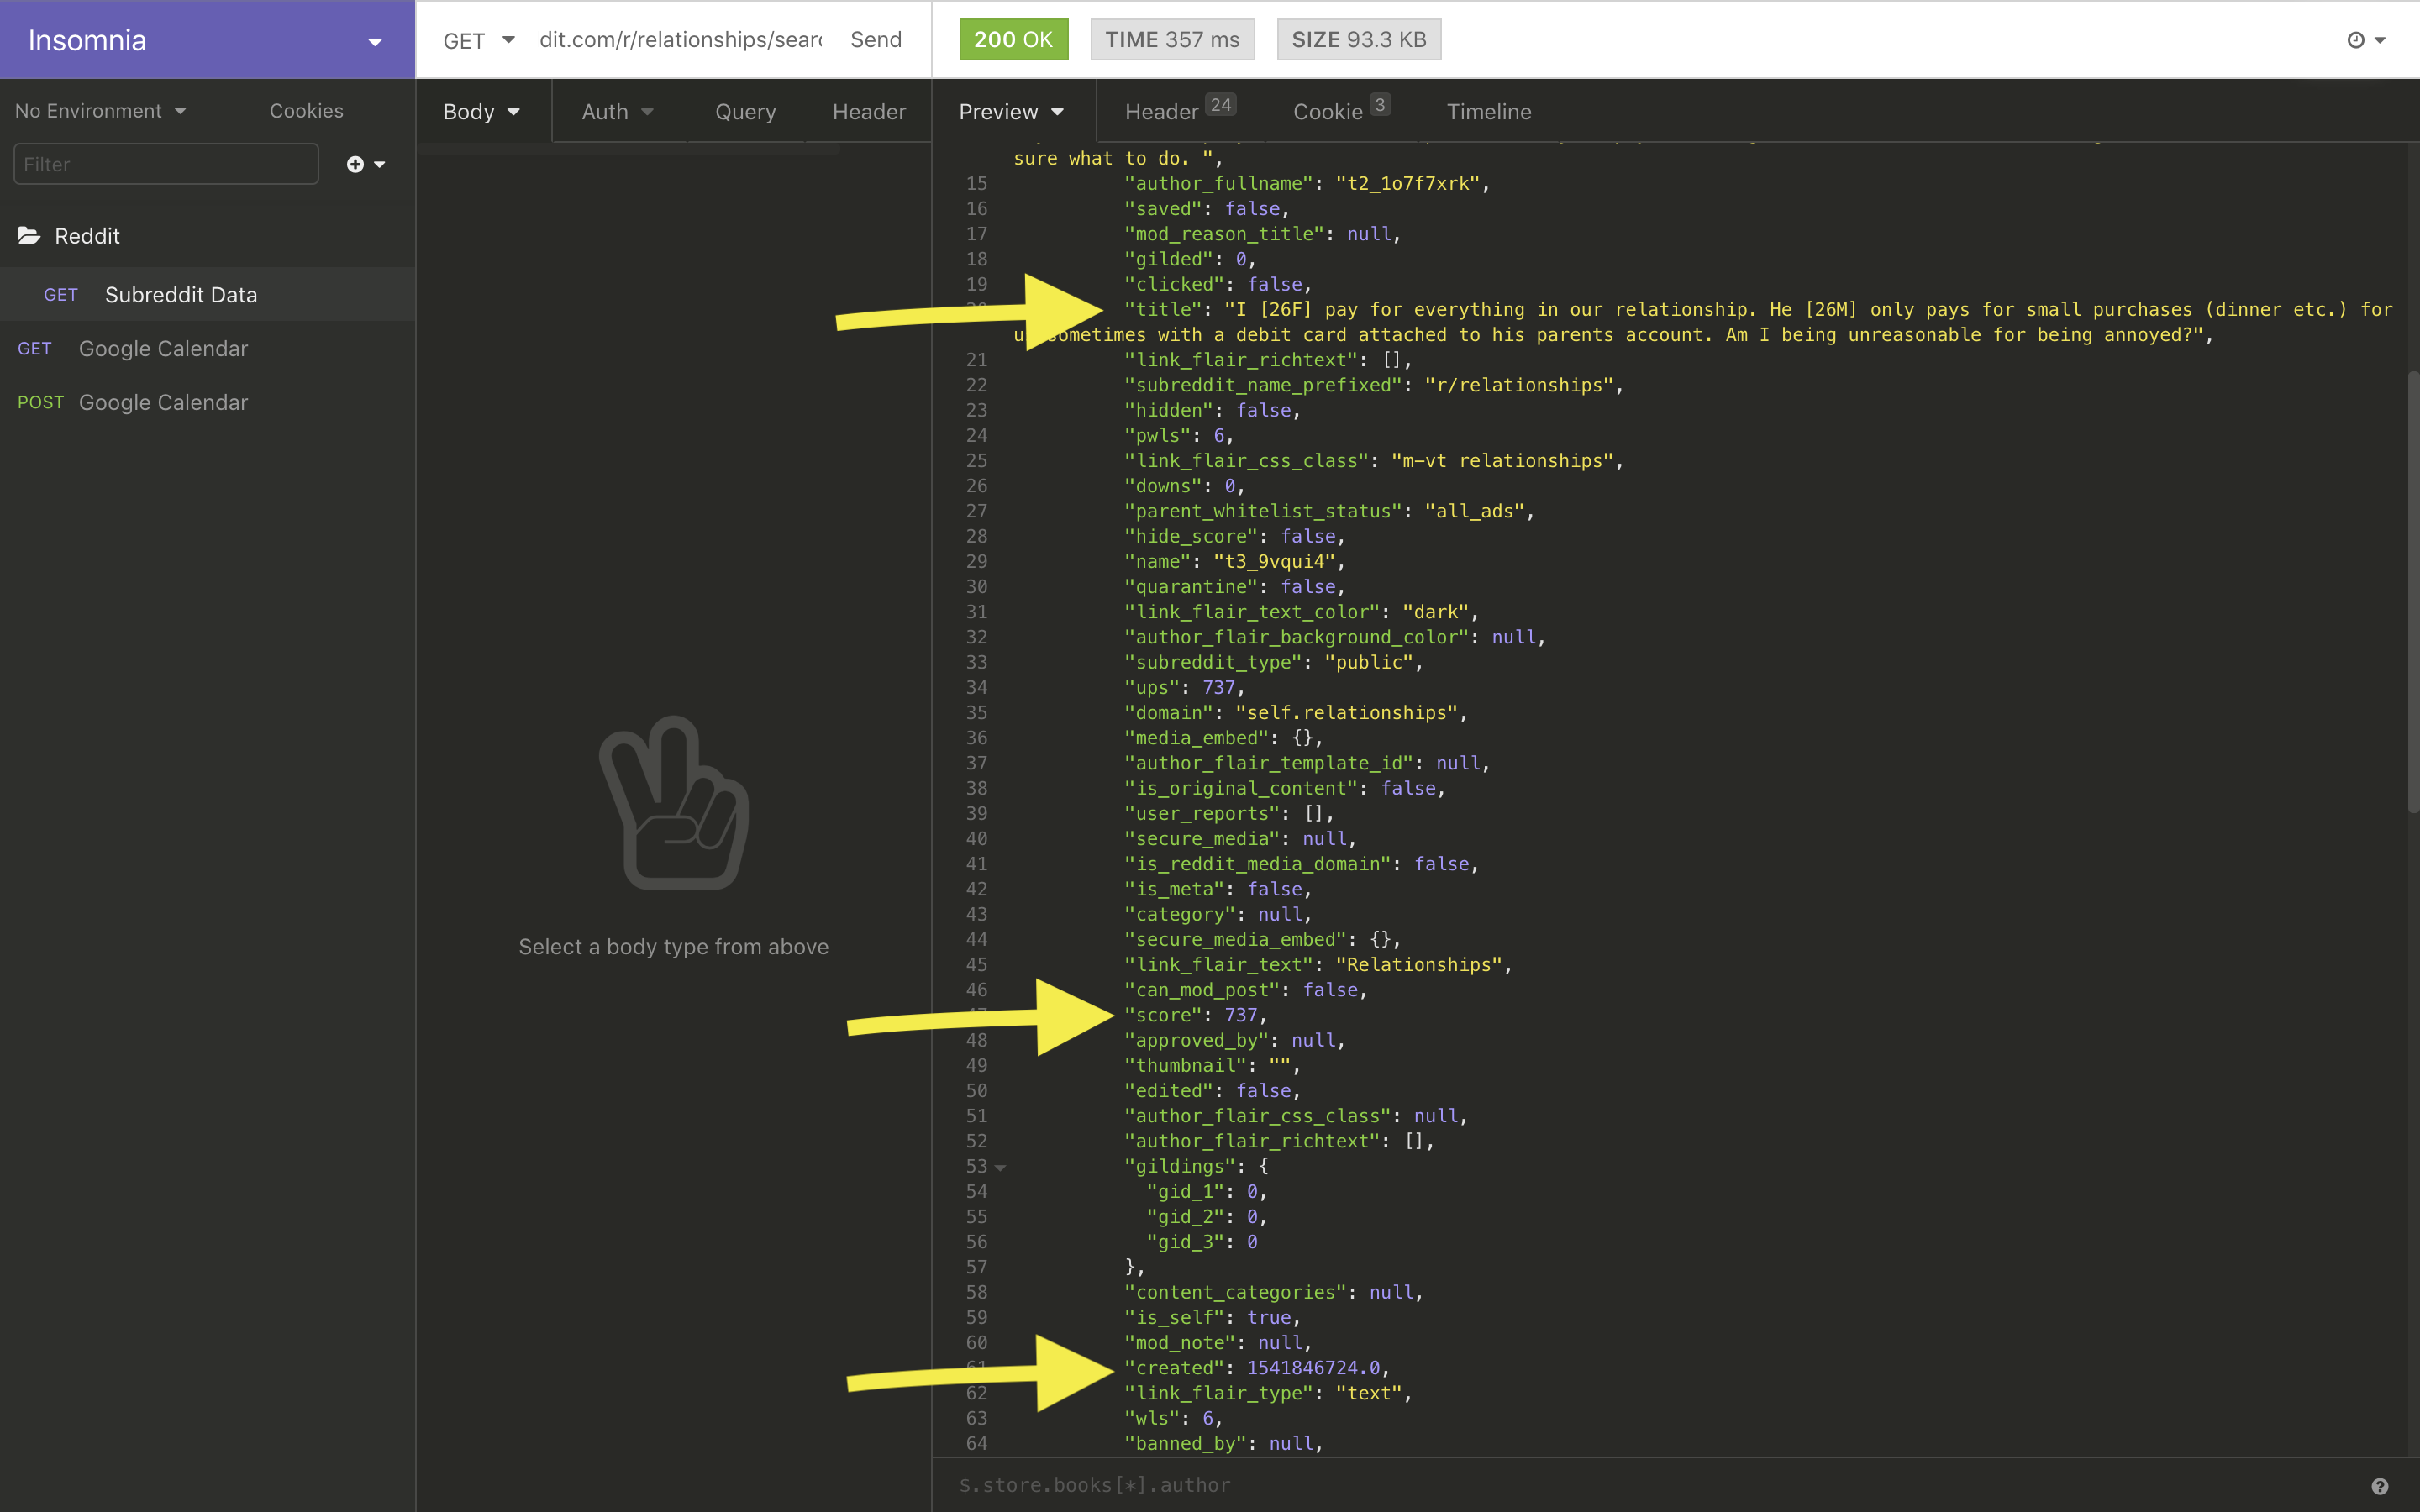 Insomnia
GET
dit.com/r/relationships/searc
Send
200 OK
TIME 357 ms
SIZE 93.3 KB
No Environment
Cookies
Body
Auth
Query
Header
Preview
Header 24
Cookie 3
Timeline
Filter
Reddit
GET Subreddit Data
GET Google Calendar
POST Google Calendar
Select a body type from above
sure what to do. ",
15 "author_fullname": "t2_1o7f7xrk",
16 "saved": false,
17 "mod_reason_title": null,
18 "gilded": 0,
19 "clicked": false,
"title": "I [26F] pay for everything in our relationship. He [26M] only pays for small purchases (dinner etc.) for
sometimes with a debit card attached to his parents account. Am I being unreasonable for being annoyed?",
21 "link_flair_richtext": [],
22 "subreddit_name_prefixed": "r/relationships",
23 "hidden": false,
24 "pwls": 6,
25 "link_flair_css_class": "m-vt relationships",
26 "downs": 0,
27 "parent_whitelist_status": "all_ads",
28 "hide_score": false,
29 "name": "t3_9vqui4",
30 "quarantine": false,
31 "link_flair_text_color": "dark",
32 "author_flair_background_color": null,
33 "subreddit_type": "public",
34 "ups": 737,
35 "domain": "self.relationships",
36 "media_embed": {},
37 "author_flair_template_id": null,
38 "is_original_content": false,
39 "user_reports": [],
40 "secure_media": null,
41 "is_reddit_media_domain": false,
42 "is_meta": false,
43 "category": null,
44 "secure_media_embed": {},
45 "link_flair_text": "Relationships",
46 "can_mod_post": false,
"score": 737,
48 "approved_by": null,
49 "thumbnail": "",
50 "edited": false,
51 "author_flair_css_class": null,
52 "author_flair_richtext": [],
53 "gildings": {
54 "gid_1": 0,
55 "gid_2": 0,
56 "gid_3": 0
57 },
58 "content_categories": null,
59 "is_self": true,
60 "mod_note": null,
61 "created": 1541846724.0,
62 "link_flair_type": "text",
63 "wls": 6,
64 "banned_by": null,
$.store.books[*].author